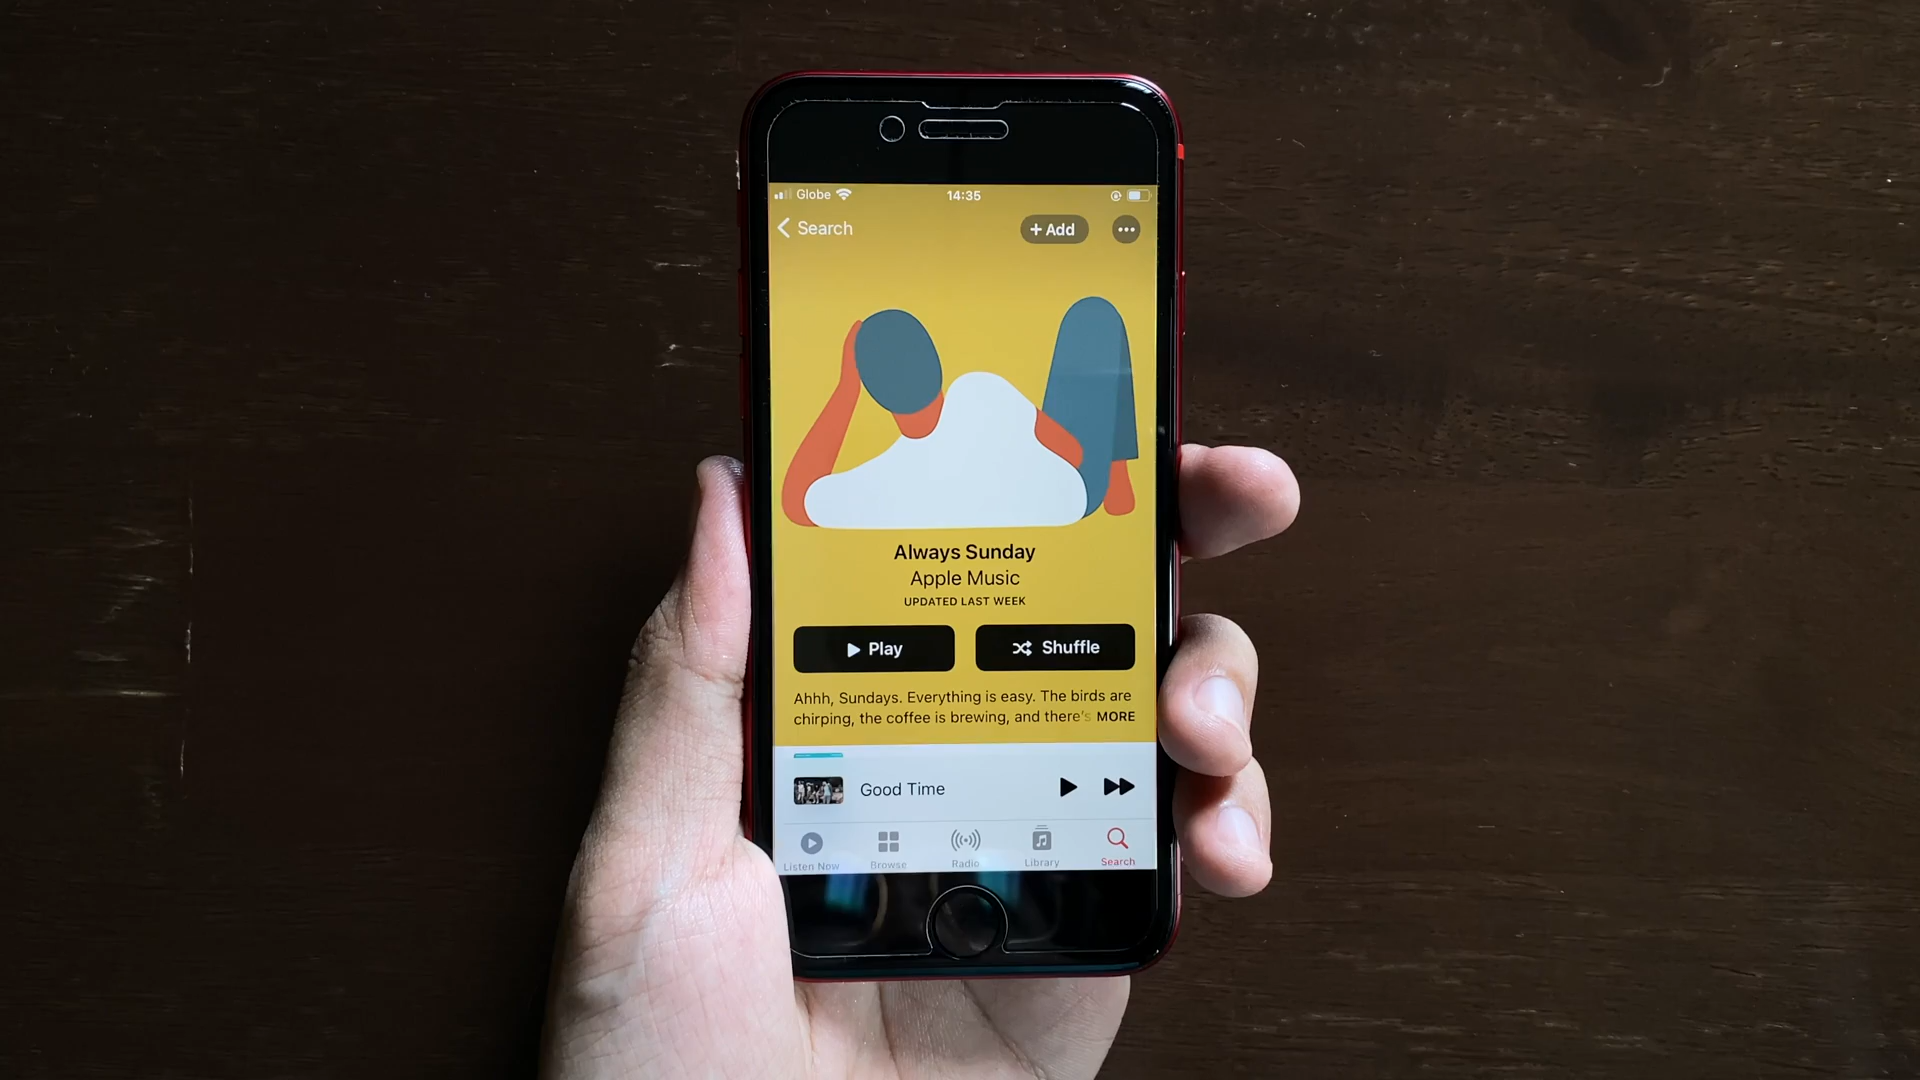 Globe 14:35
Search + Add
Always Sunday
Apple Music
UPDATED LAST WEEK
Play Shuffle
Ahhh, Sundays. Everything is easy. The birds are
chirping, the coffee is brewing, and there's MORE
Good Time
Listen Now Browse Radio Library Search